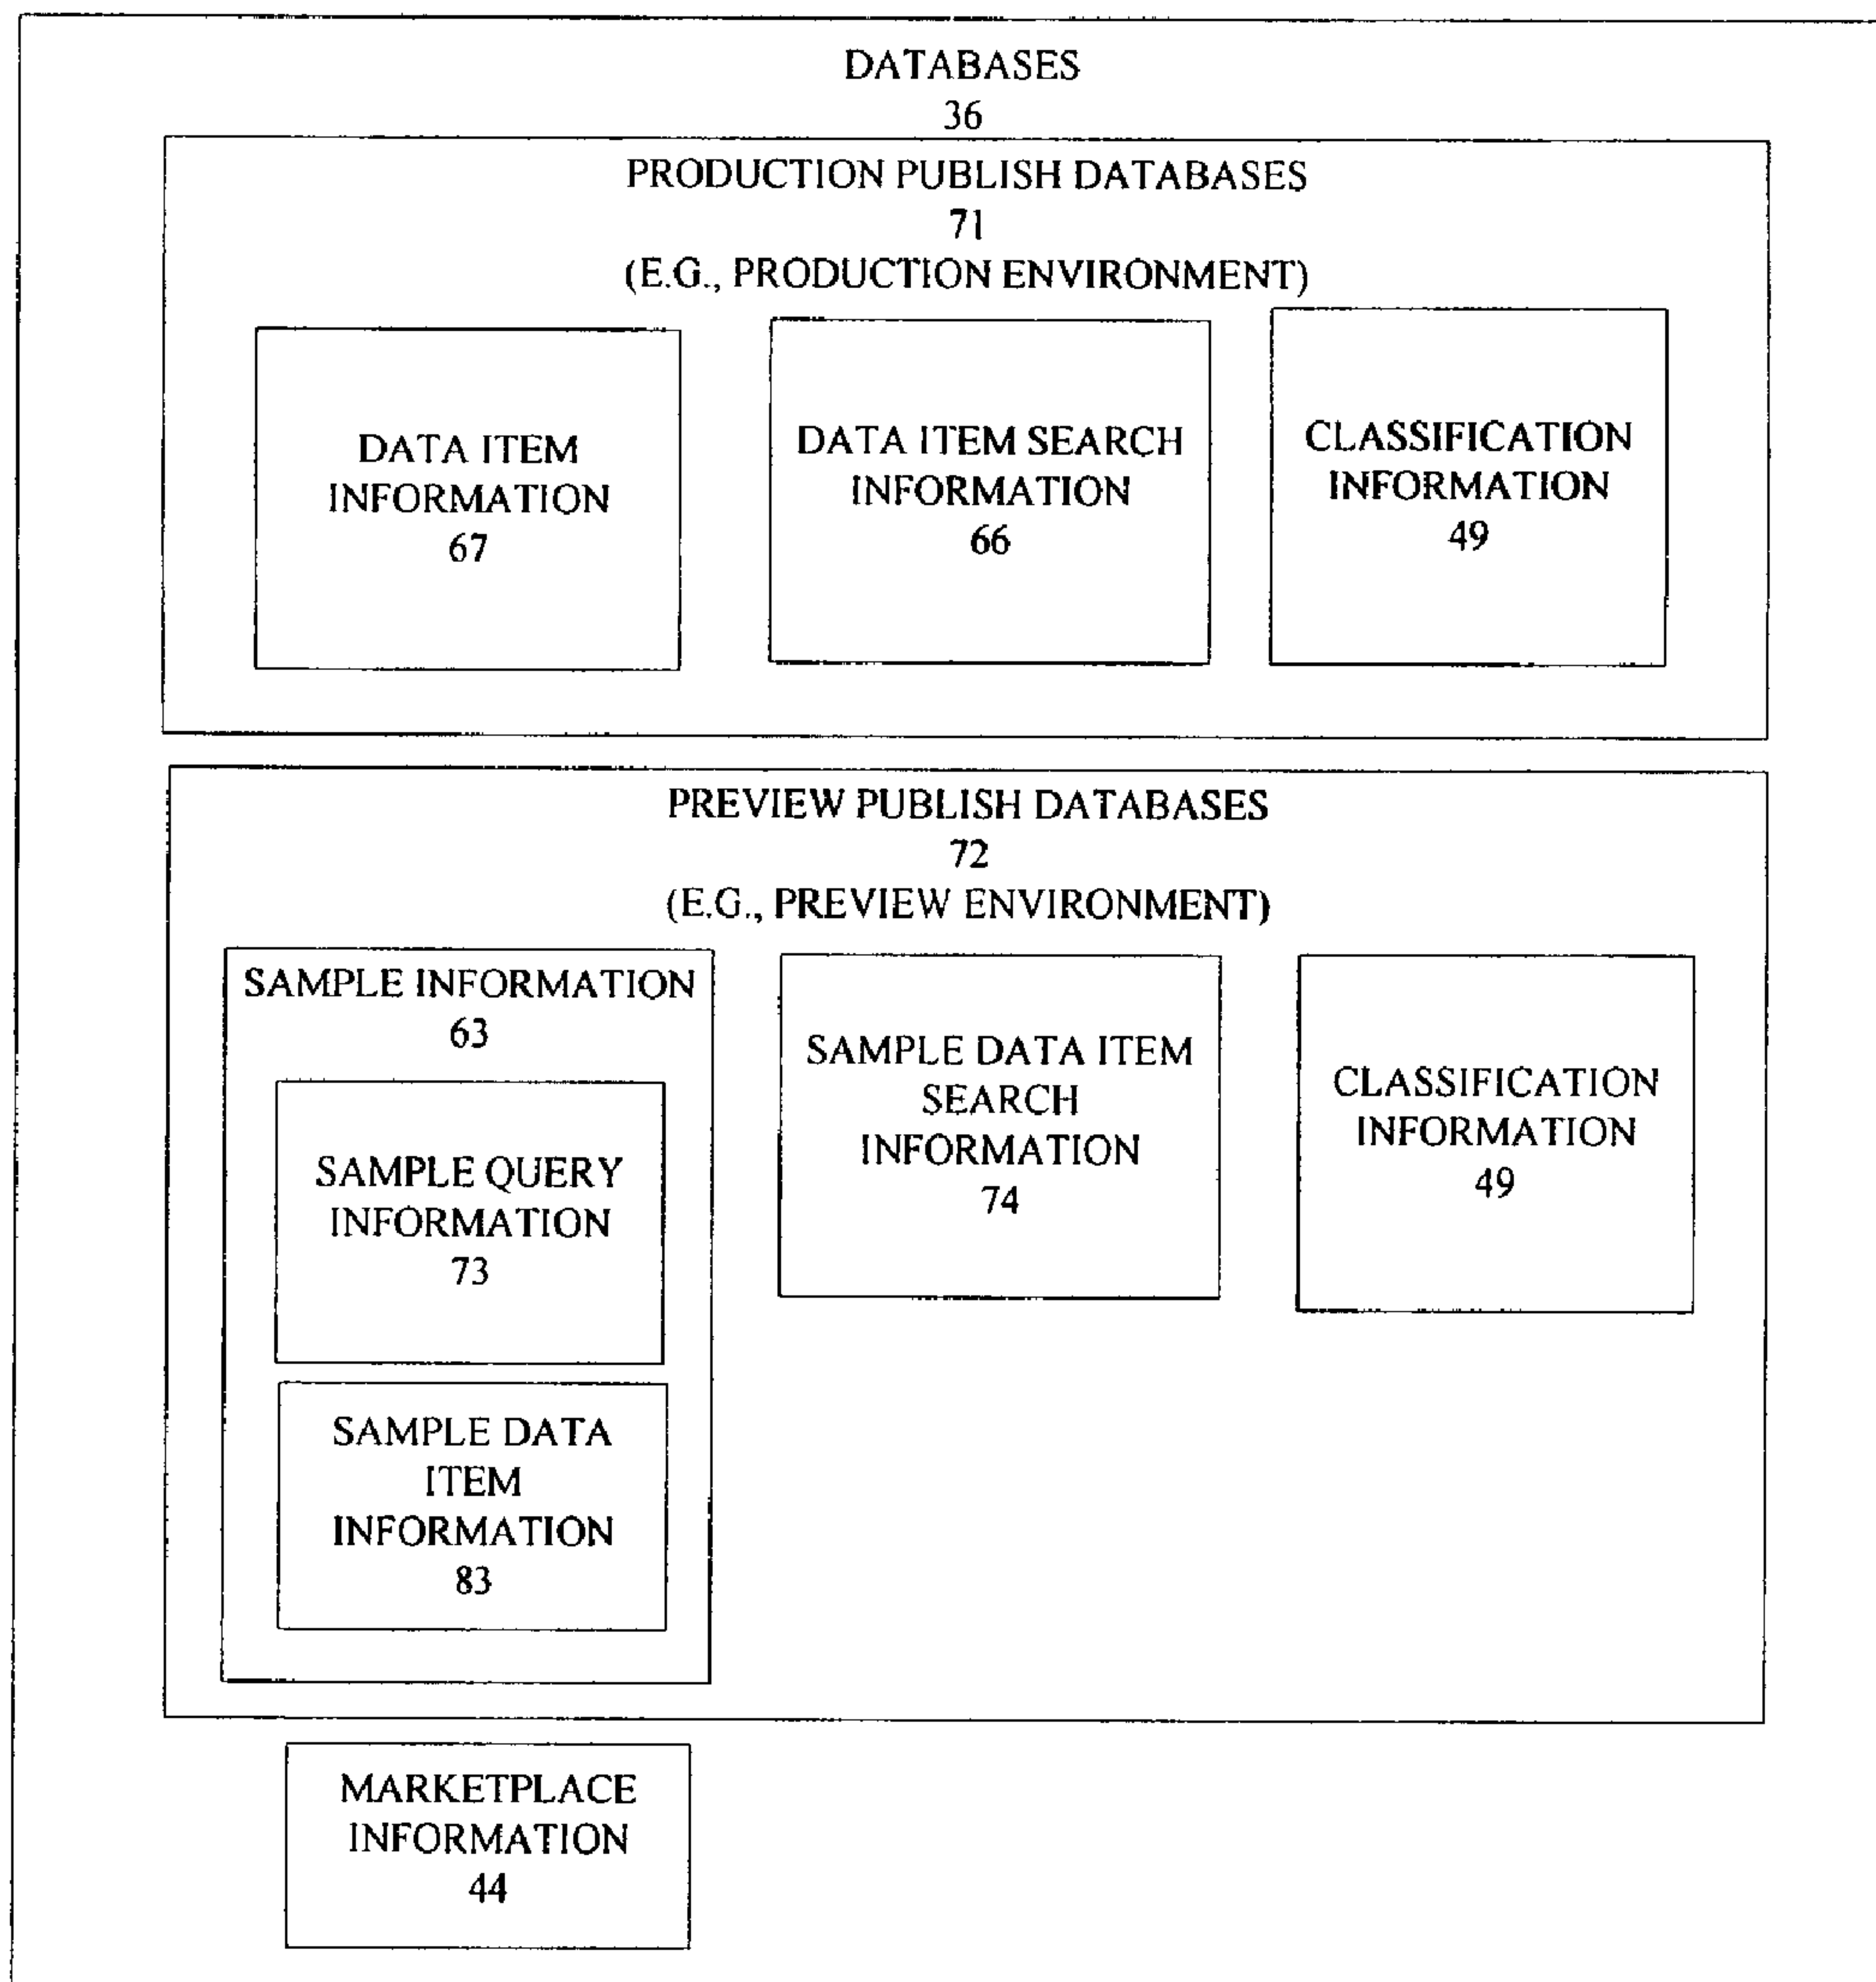 DATABASES
36
PRODUCTION PUBLISH DATABASES
71
(E.G., PRODUCTION ENVIRONMENT)
DATA ITEM
INFORMATION
67
DATA ITEM SEARCH
INFORMATION
66
CLASSIFICATION
INFORMATION
49
PREVIEW PUBLISH DATABASES
72
(E.G., PREVIEW ENVIRONMENT)
SAMPLE INFORMATION
63
SAMPLE QUERY
INFORMATION
73
SAMPLE DATA
ITEM
INFORMATION
83
SAMPLE DATA ITEM
SEARCH
INFORMATION
74
CLASSIFICATION
INFORMATION
49
MARKETPLACE
INFORMATION
44